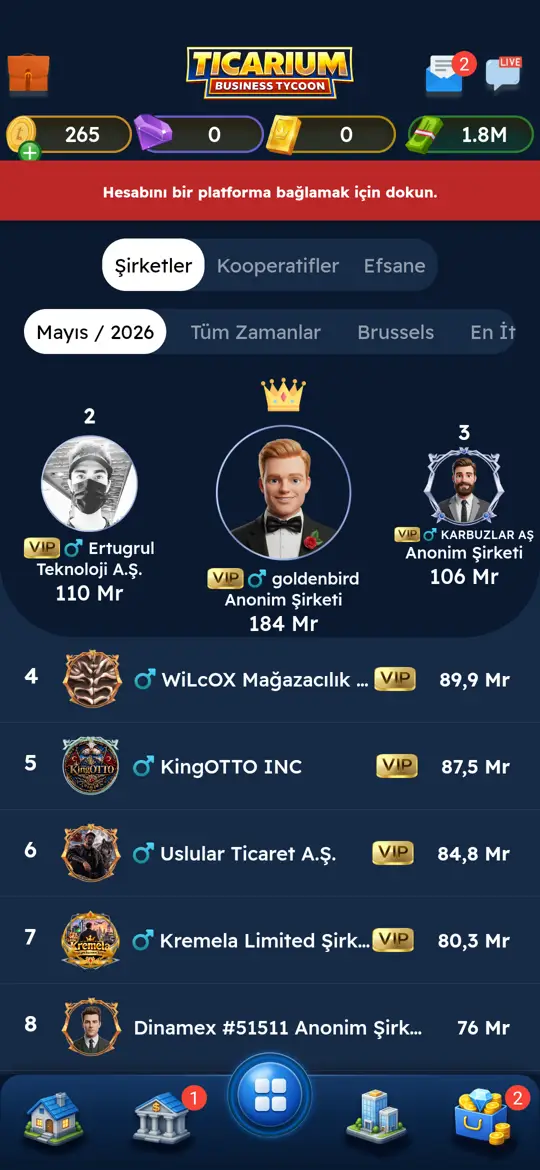 TICARIUM
BUSINESS TYCOON
2
LIVE
265
0
0
1.8M
Hesabını bir platforma bağlamak için dokun.
Şirketler Kooperatifler Efsane
Mayıs / 2026 Tüm Zamanlar Brussels En İt
2
VIP Ertugrul
Teknoloji A.Ş.
110 Mr
VIP goldenbird
Anonim Şirketi
184 Mr
3
VIP KARBUZLAR AŞ
Anonim Şirketi
106 Mr
4 WiLcOX Mağazacılık ... VIP 89,9 Mr
5 KingOTTO KingOTTO INC VIP 87,5 Mr
6 Uslular Ticaret A.Ş. VIP 84,8 Mr
7 Kremela Kremela Limited Şirk... VIP 80,3 Mr
8 Dinamex #51511 Anonim Şirk... 76 Mr
1
2